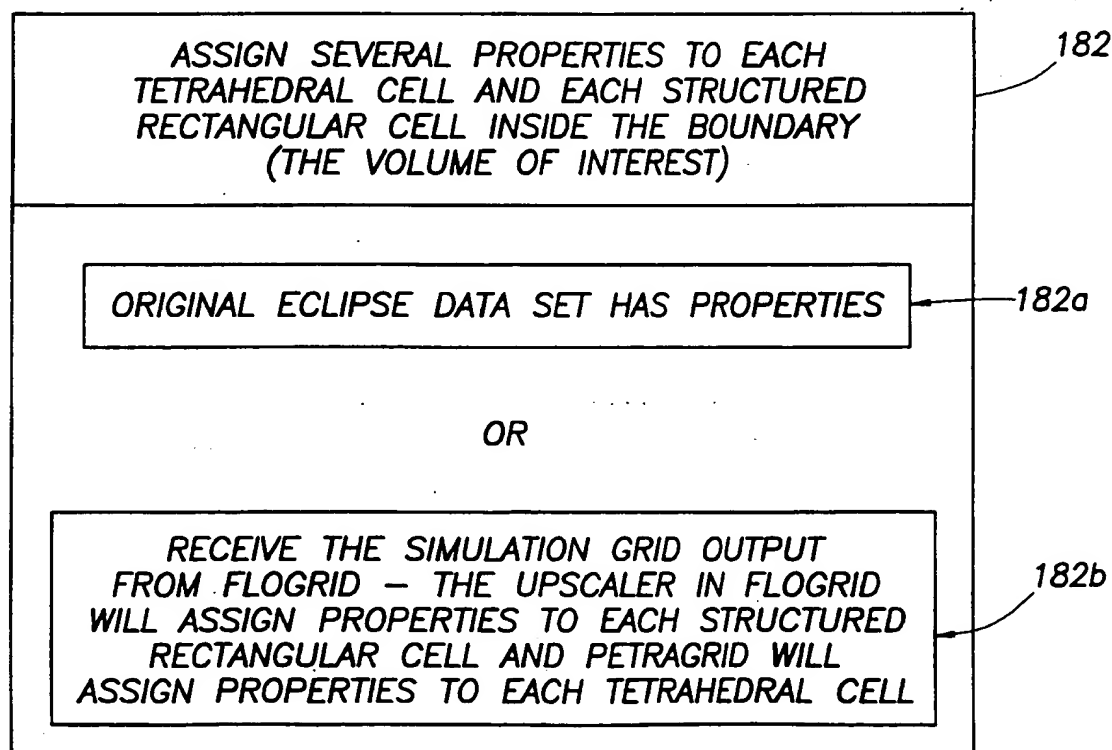 ASSIGN SEVERAL PROPERTIES TO EACH
TETRAHEDRAL CELL AND EACH STRUCTURED
RECTANGULAR CELL INSIDE THE BOUNDARY
(THE VOLUME OF INTEREST)
182
ORIGINAL ECLIPSE DATA SET HAS PROPERTIES
182a
OR
RECEIVE THE SIMULATION GRID OUTPUT
FROM FLOGRID – THE UPSCALER IN FLOGRID
WILL ASSIGN PROPERTIES TO EACH STRUCTURED
RECTANGULAR CELL AND PETRAGRID WILL
ASSIGN PROPERTIES TO EACH TETRAHEDRAL CELL
182b